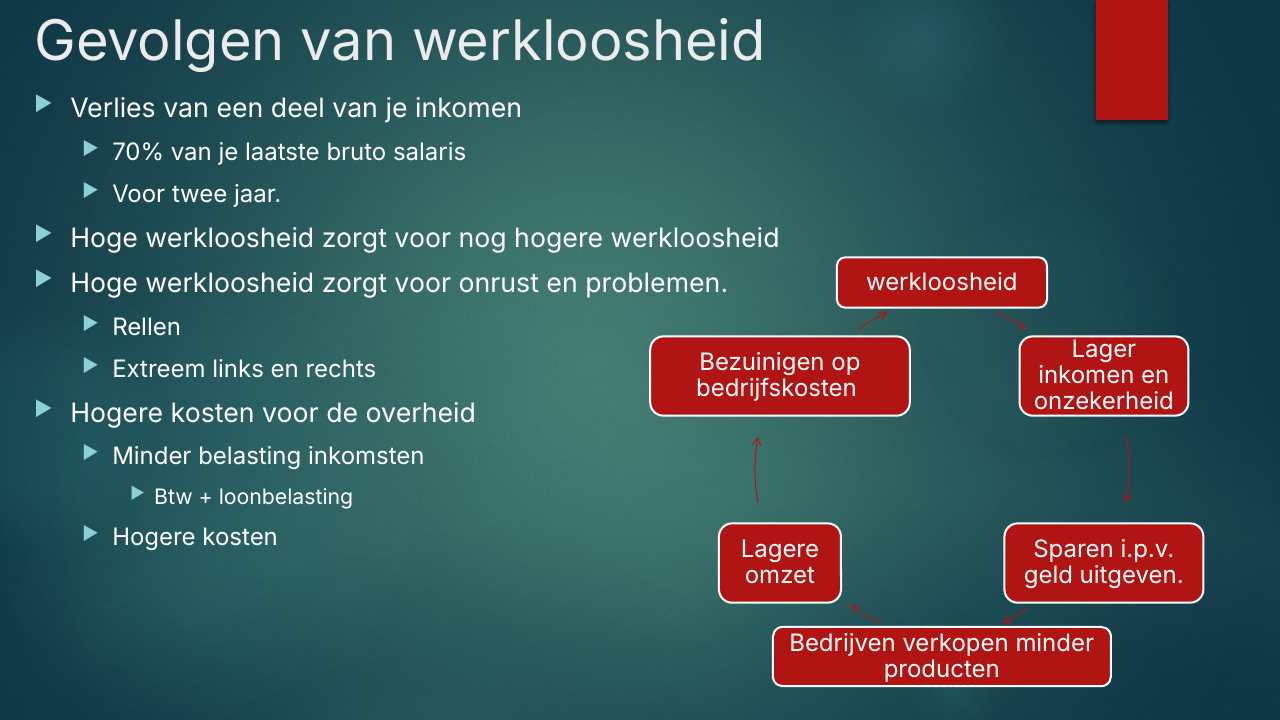 Gevolgen van werkloosheid
Verlies van een deel van je inkomen
70% van je laatste bruto salaris
Voor twee jaar.
Hoge werkloosheid zorgt voor nog hogere werkloosheid
Hoge werkloosheid zorgt voor onrust en problemen.
Rellen
Extreem links en rechts
Hogere kosten voor de overheid
Minder belasting inkomsten
Btw + loonbelasting
Hogere kosten
werkloosheid
Lager
inkomen en
onzekerheid
Sparen i.p.v.
geld uitgeven.
Bedrijven verkopen minder
producten
Lagere
omzet
Bezuinigen op
bedrijfskosten